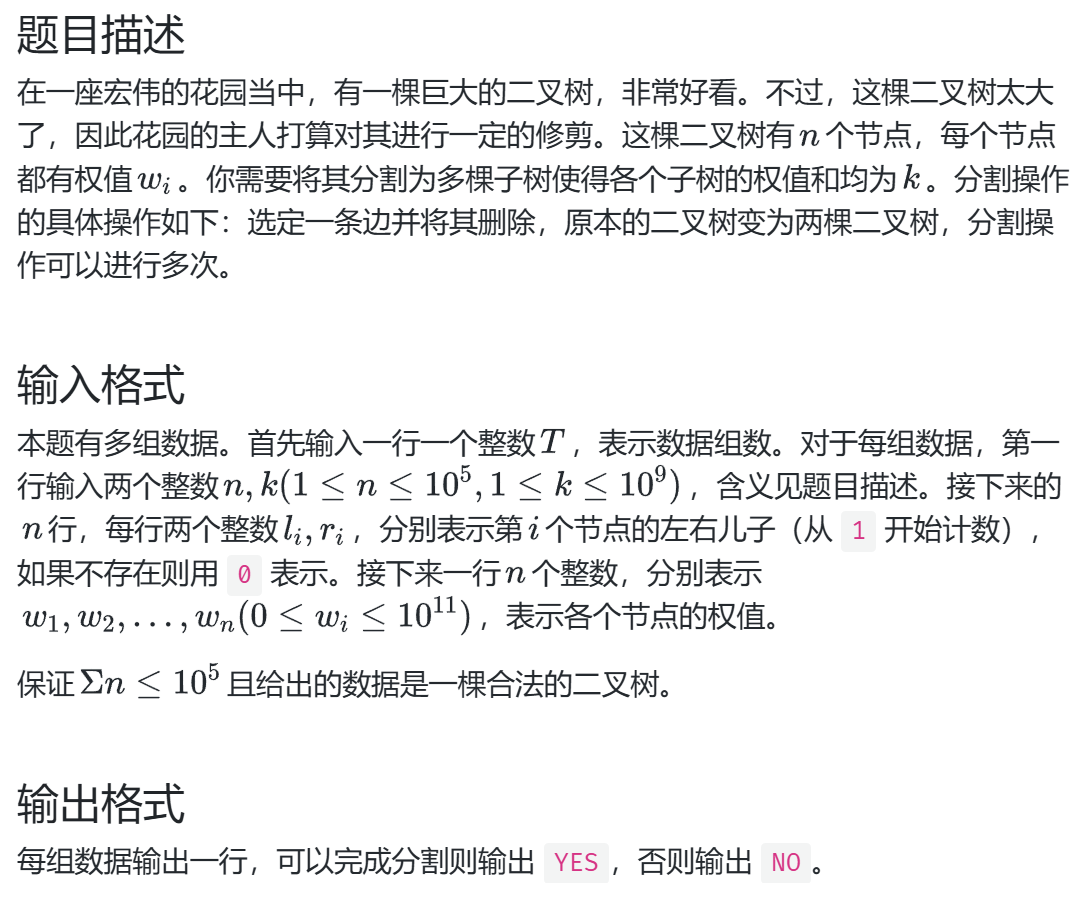 题目描述
在一座宏伟的花园当中，有一棵巨大的二叉树，非常好看。不过，这棵二叉树太大
了，因此花园的主人打算对其进行一定的修剪。这棵二叉树有 n 个节点，每个节点
都有权值 w_i 。你需要将其分割为多棵子树使得各个子树的权值和均为 k 。分割操作
的具体操作如下：选定一条边并将其删除，原本的二叉树变为两棵二叉树，分割操
作可以进行多次。
输入格式
本题有多组数据。首先输入一行一个整数 T ，表示数据组数。对于每组数据，第一
行输入两个整数 n, k(1 ≤ n ≤ 10^5, 1 ≤ k ≤ 10^9) ，含义见题目描述。接下来的
n 行，每行两个整数 l_i, r_i ，分别表示第 i 个节点的左右儿子（从 1 开始计数），
如果不存在则用 0 表示。接下来一行 n 个整数，分别表示
w_1, w_2, …, w_n(0 ≤ w_i ≤ 10^11) ，表示各个节点的权值。
保证 Σn ≤ 10^5 且给出的数据是一棵合法的二叉树。
输出格式
每组数据输出一行，可以完成分割则输出 YES ，否则输出 NO 。